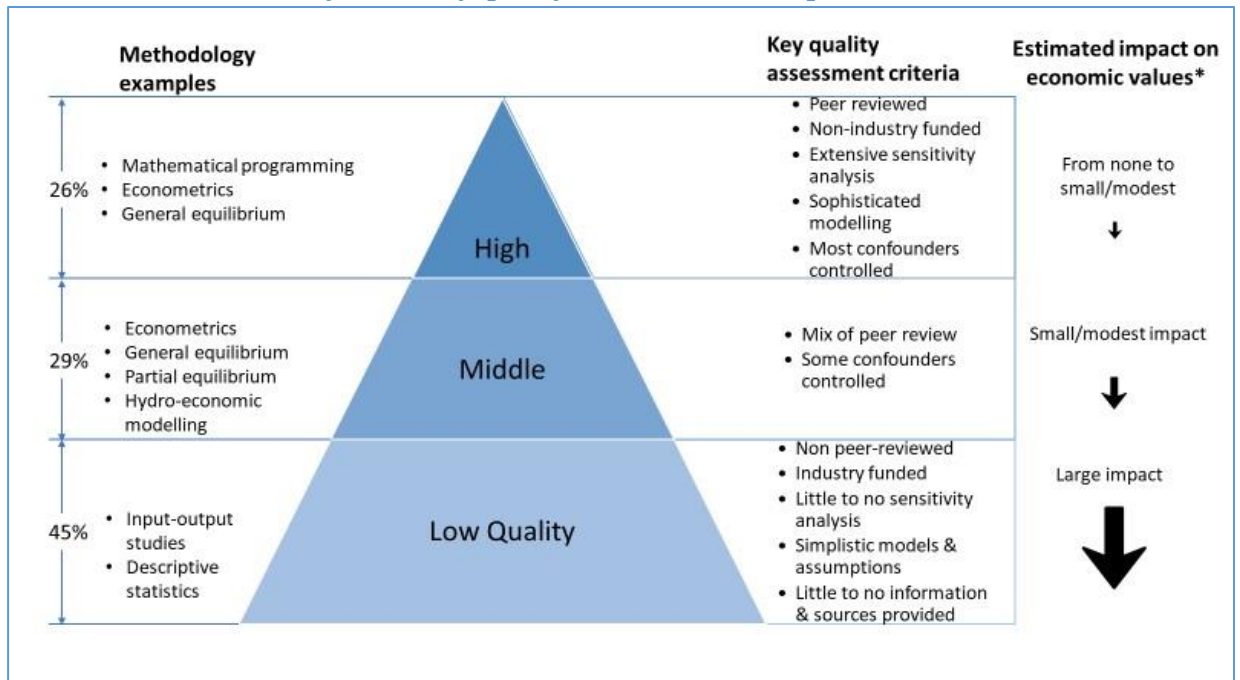 Methodology
examples
Key quality
assessment criteria
Estimated impact on
economic values*
26%
• Mathematical programming
• Econometrics
• General equilibrium
High
• Peer reviewed
• Non-industry funded
• Extensive sensitivity
analysis
• Sophisticated
modelling
• Most confounders
controlled
From none to
small/modest
29%
• Econometrics
• General equilibrium
• Partial equilibrium
• Hydro-economic
modelling
Middle
• Mix of peer review
• Some confounders
controlled
Small/modest impact
45%
• Input-output
studies
• Descriptive
statistics
Low Quality
• Non peer-reviewed
• Industry funded
• Little to no sensitivity
analysis
• Simplistic models &
assumptions
• Little to no information
& sources provided
Large impact